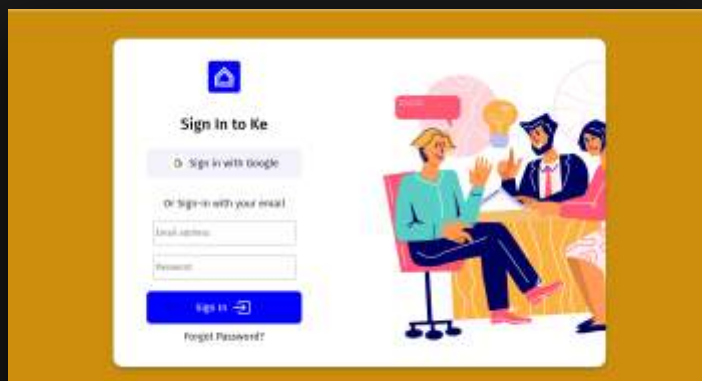 Sign In to Ke
Sign in with Google
Or Sign-in with your email
Email address
Password
Sign In
Forgot Password?